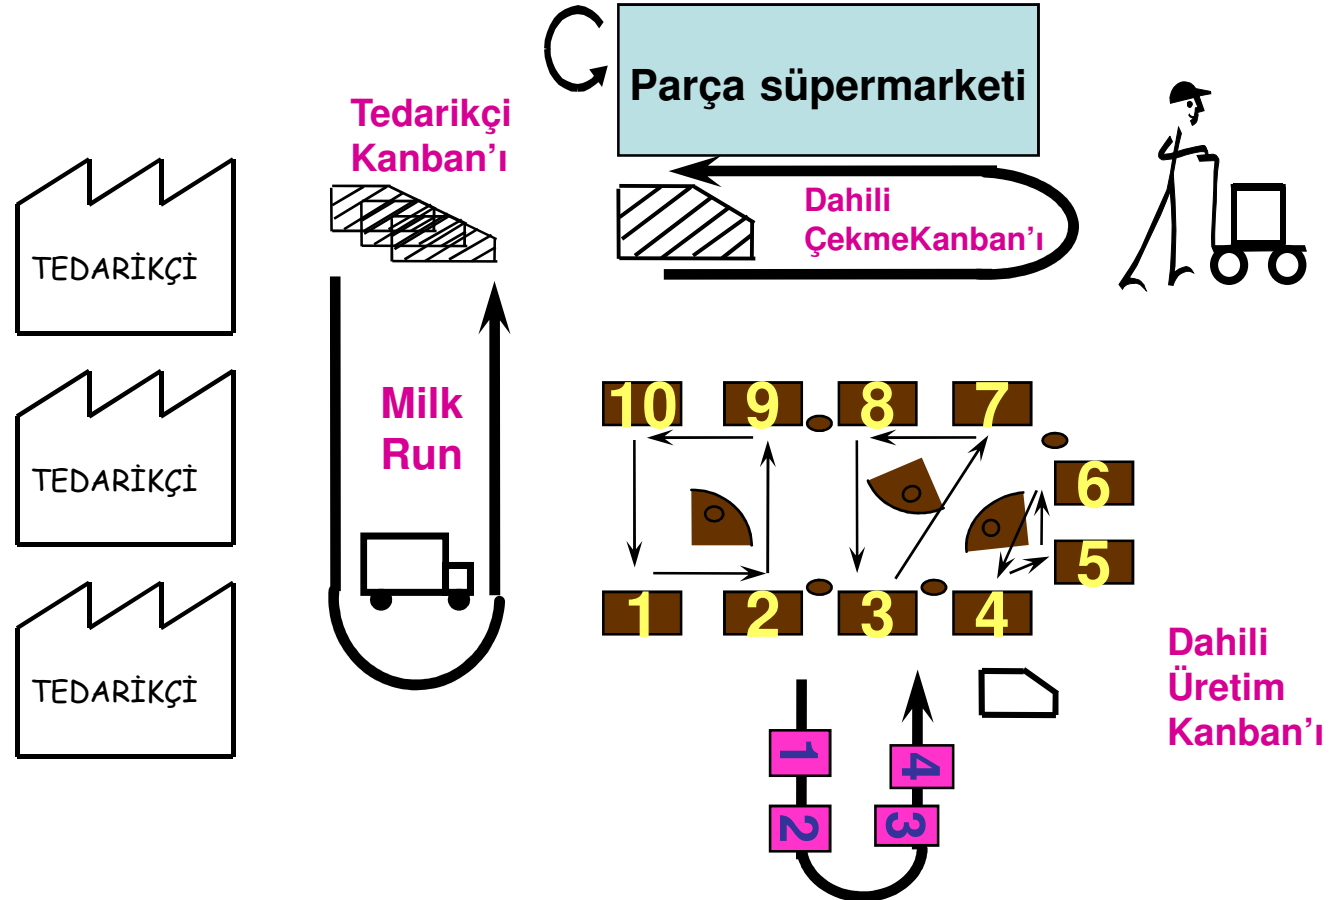 Parça süpermarketi
Tedarikçi
Kanban’ı
Dahili
ÇekmeKanban’ı
TEDARİKÇİ
Milk
Run
TEDARİKÇİ
TEDARİKÇİ
10 9 8 7
6
5
1 2 3 4
Dahili
Üretim
Kanban’ı
1 4
2 3